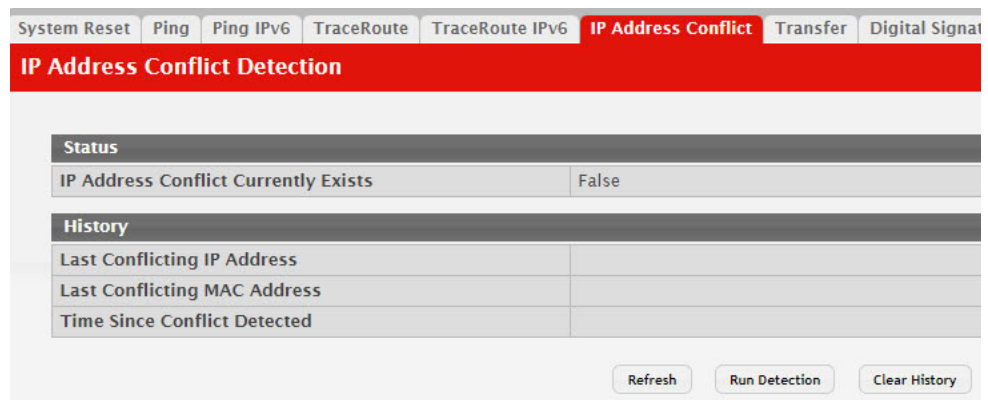 System Reset Ping Ping IPv6 TraceRoute TraceRoute IPv6 IP Address Conflict Transfer Digital Signat
IP Address Conflict Detection
Status
IP Address Conflict Currently Exists False
History
Last Conflicting IP Address
Last Conflicting MAC Address
Time Since Conflict Detected
Refresh Run Detection Clear History